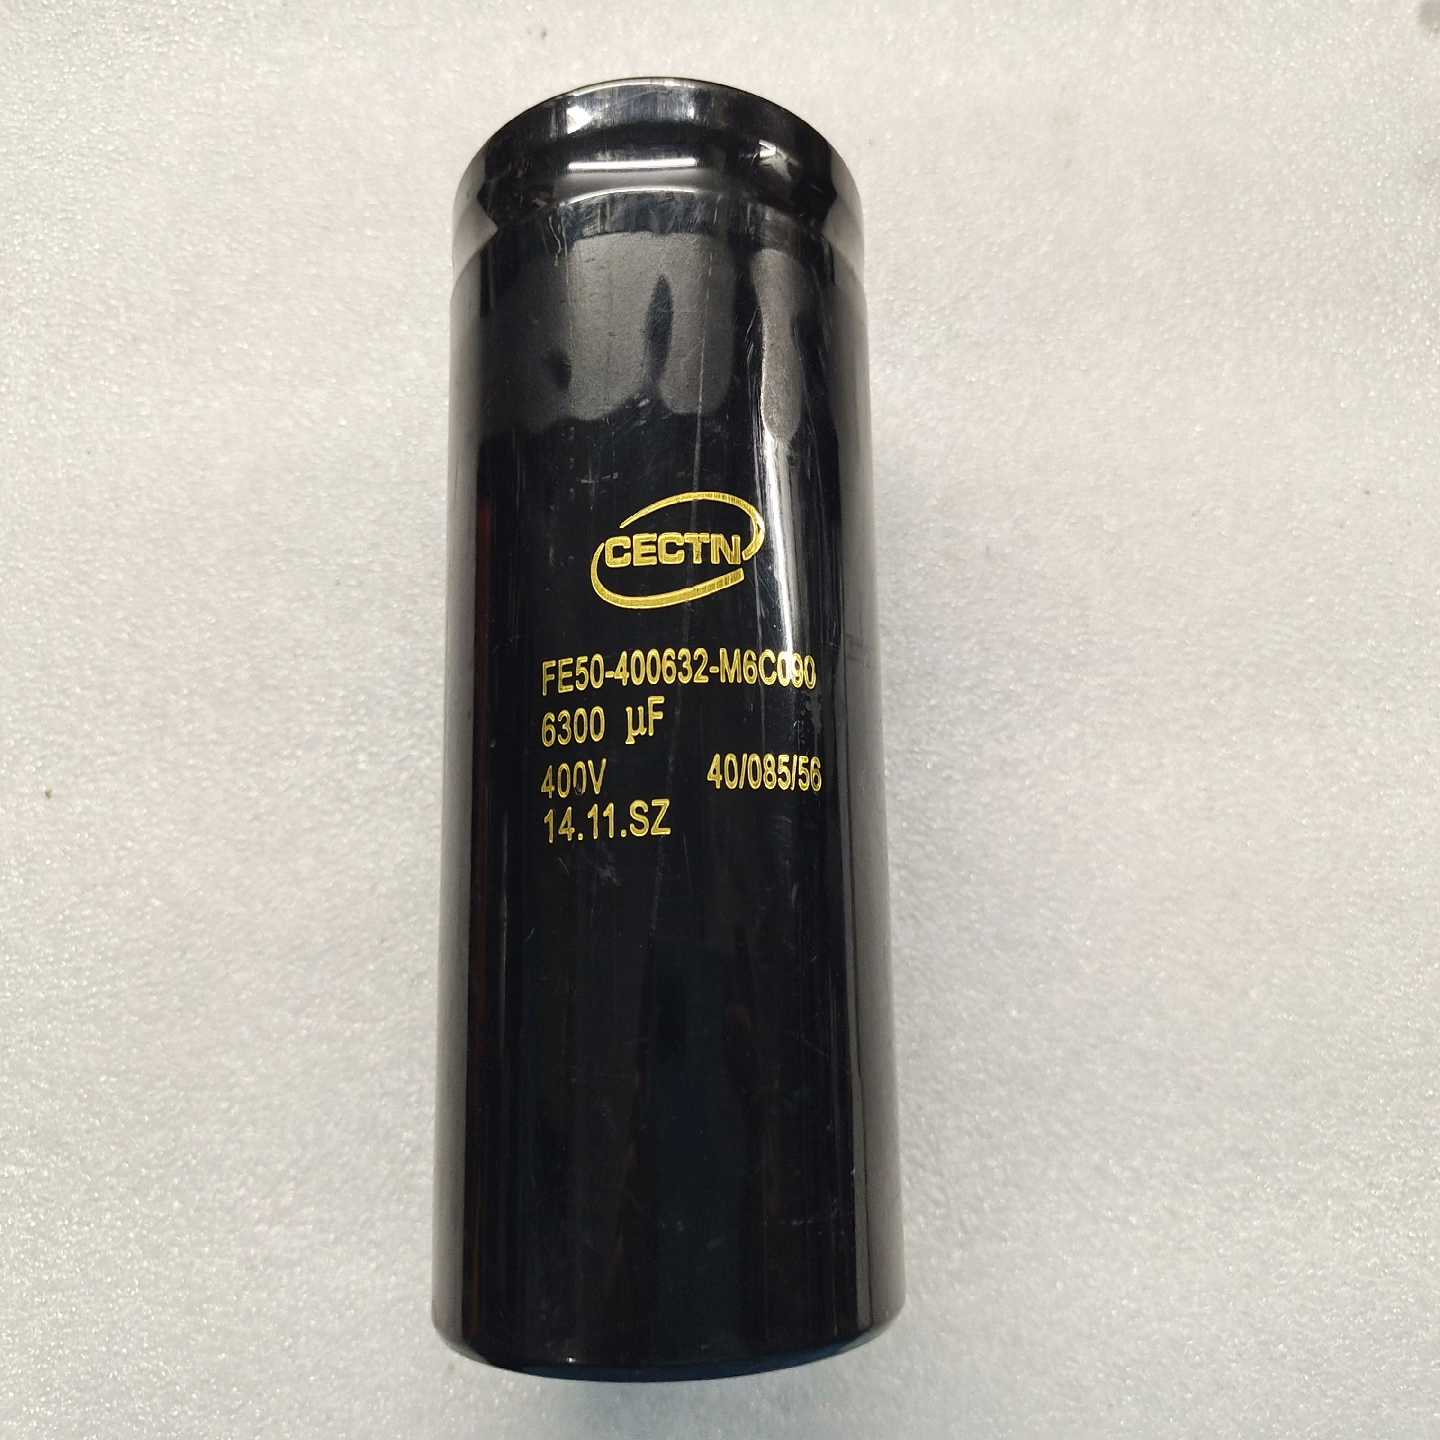 CECTN
FE50-400632-M6C090
6300 µF
400V 40/085/56
14.11.SZ